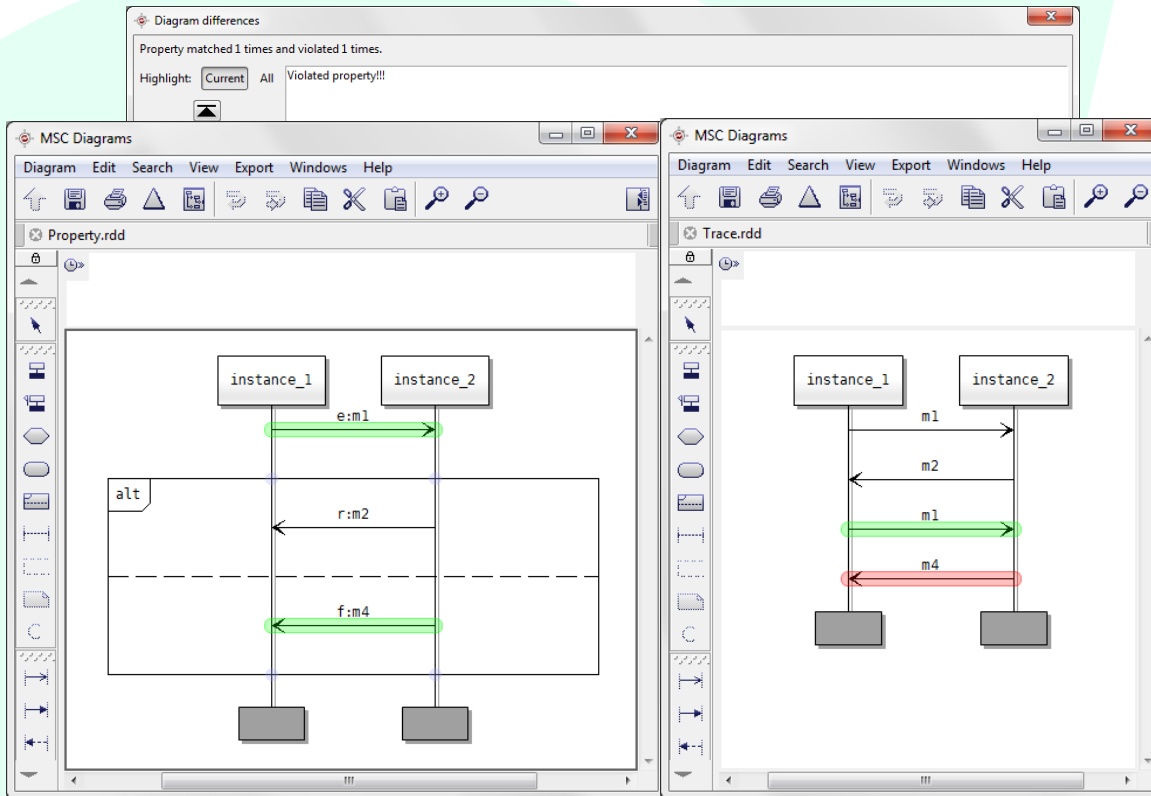 Diagram differences
Property matched 1 times and violated 1 times.
Highlight: Current All Violated property!!!
MSC Diagrams
Diagram Edit Search View Export Windows Help
Property.rdd
instance_1 instance_2
e:m1
alt
r:m2
f:m4
MSC Diagrams
Diagram Edit Search View Export Windows Help
Trace.rdd
instance_1 instance_2
m1
m2
m1
m4